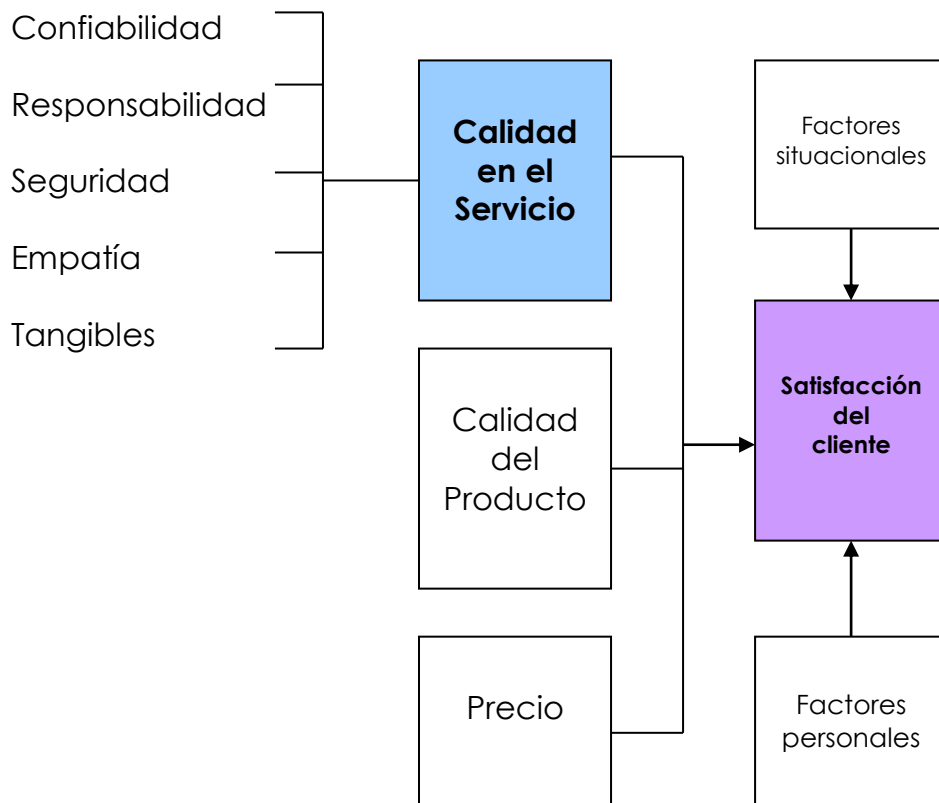 Confiabilidad
Responsabilidad
Seguridad
Empatía
Tangibles
Calidad
en el
Servicio
Calidad
del
Producto
Precio
Factores
situacionales
Satisfacción
del
cliente
Factores
personales